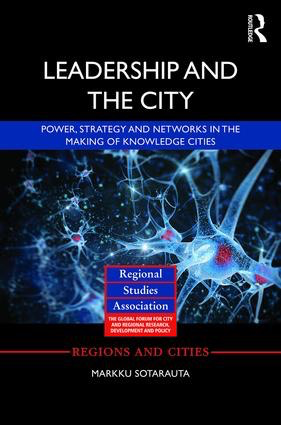 Routledge
LEADERSHIP AND
THE CITY
POWER, STRATEGY AND NETWORKS IN THE
MAKING OF KNOWLEDGE CITIES
Regional
Studies
Association
THE GLOBAL FORUM FOR CITY
AND REGIONAL RESEARCH,
DEVELOPMENT AND POLICY
REGIONS AND CITIES
MARKKU SOTARAUTA